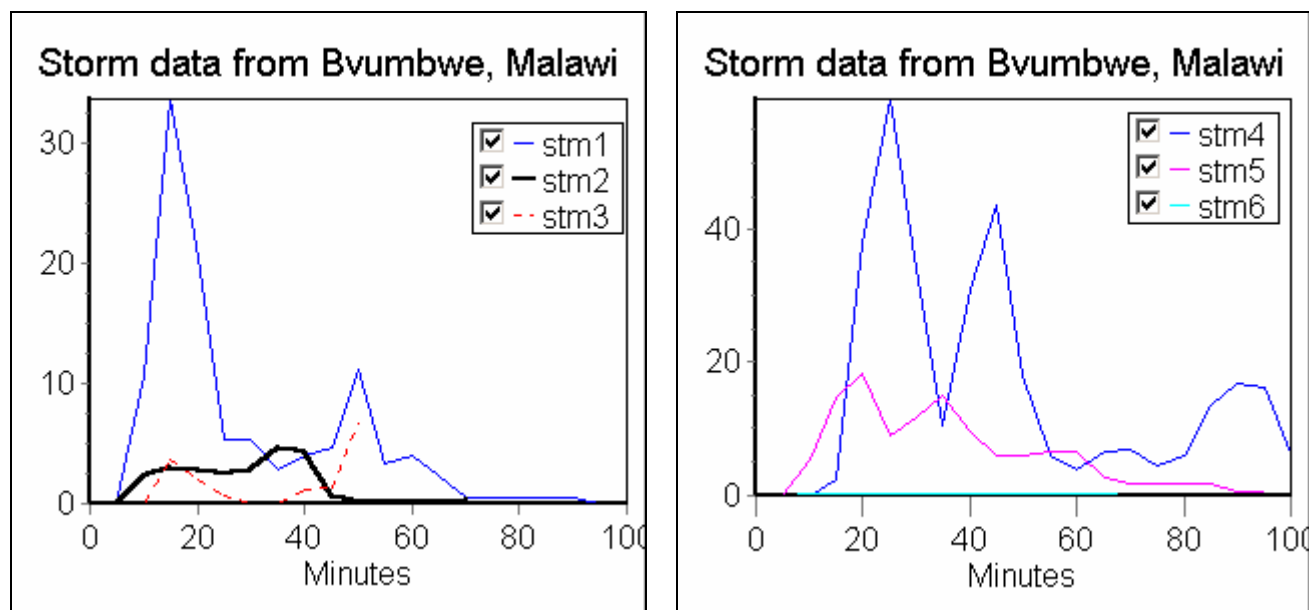 Storm data from Bvumbwe, Malawi
30
20
10
0
stm1
stm2
stm3
0 20 40 60 80 100
Minutes
Storm data from Bvumbwe, Malawi
40
20
0
stm4
stm5
stm6
0 20 40 60 80 100
Minutes